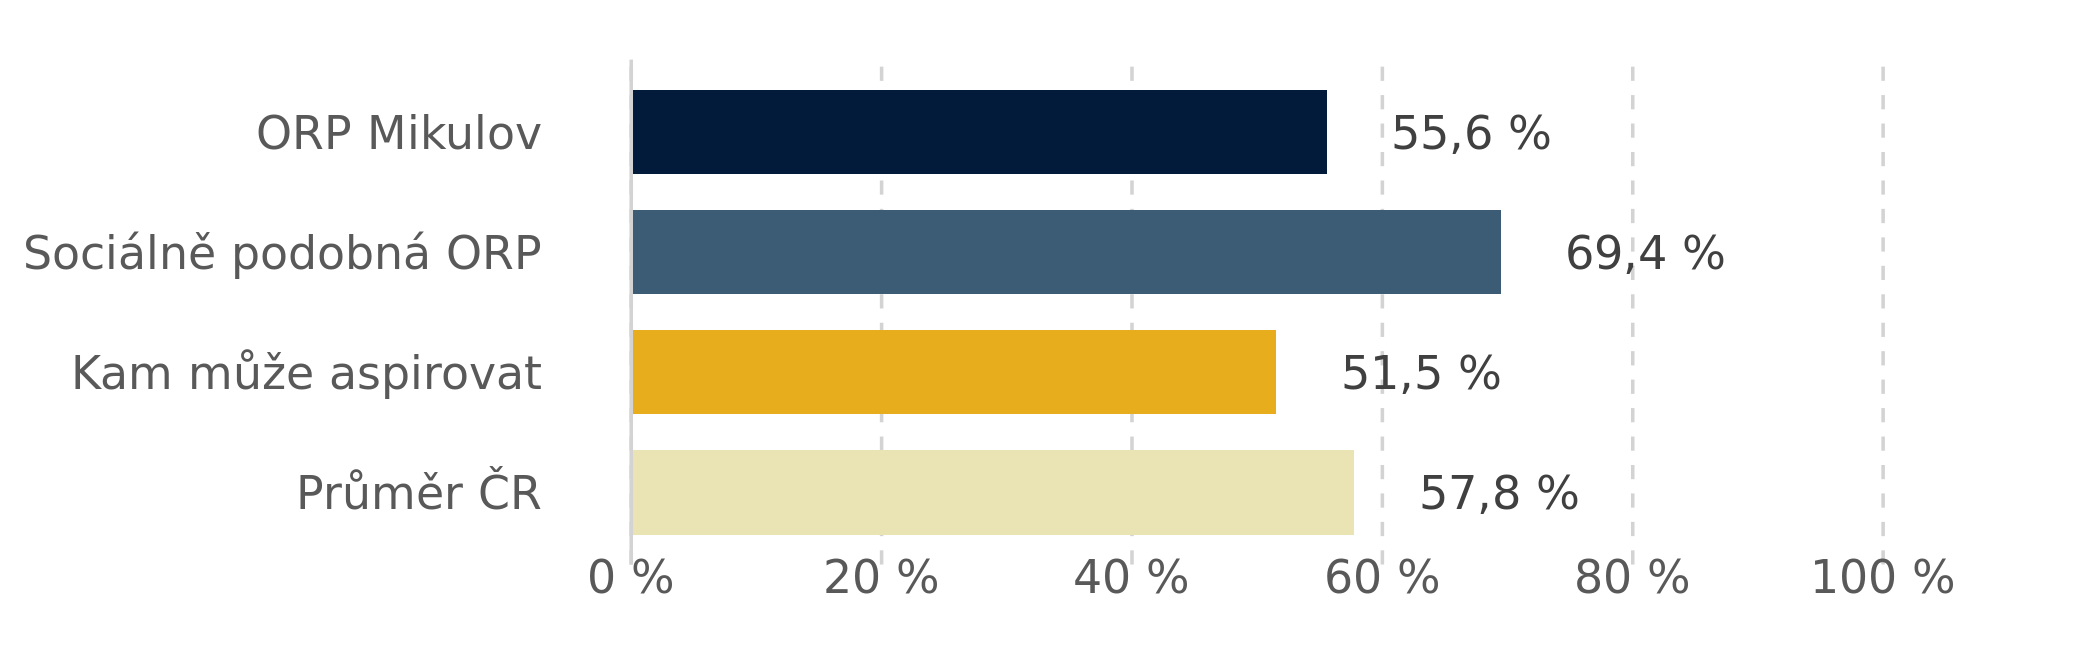 ORP Mikulov 55,6 %
Sociálně podobná ORP 69,4 %
Kam může aspirovat 51,5 %
Průměr ČR 57,8 %
0 % 20 % 40 % 60 % 80 % 100 %